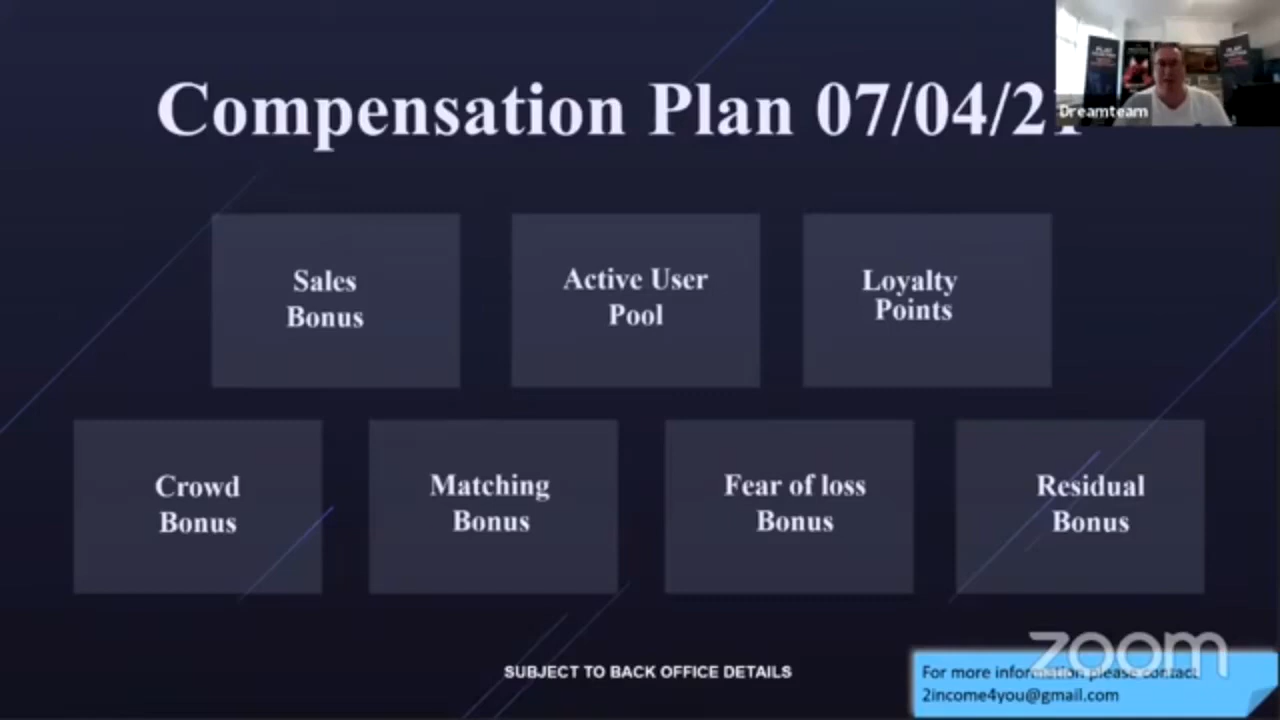 Compensation Plan 07/04/21
Dreamteam
Sales
Bonus
Active User
Pool
Loyalty
Points
Crowd
Bonus
Matching
Bonus
Fear of loss
Bonus
Residual
Bonus
SUBJECT TO BACK OFFICE DETAILS
zoom
For more information please contact
2income4you@gmail.com